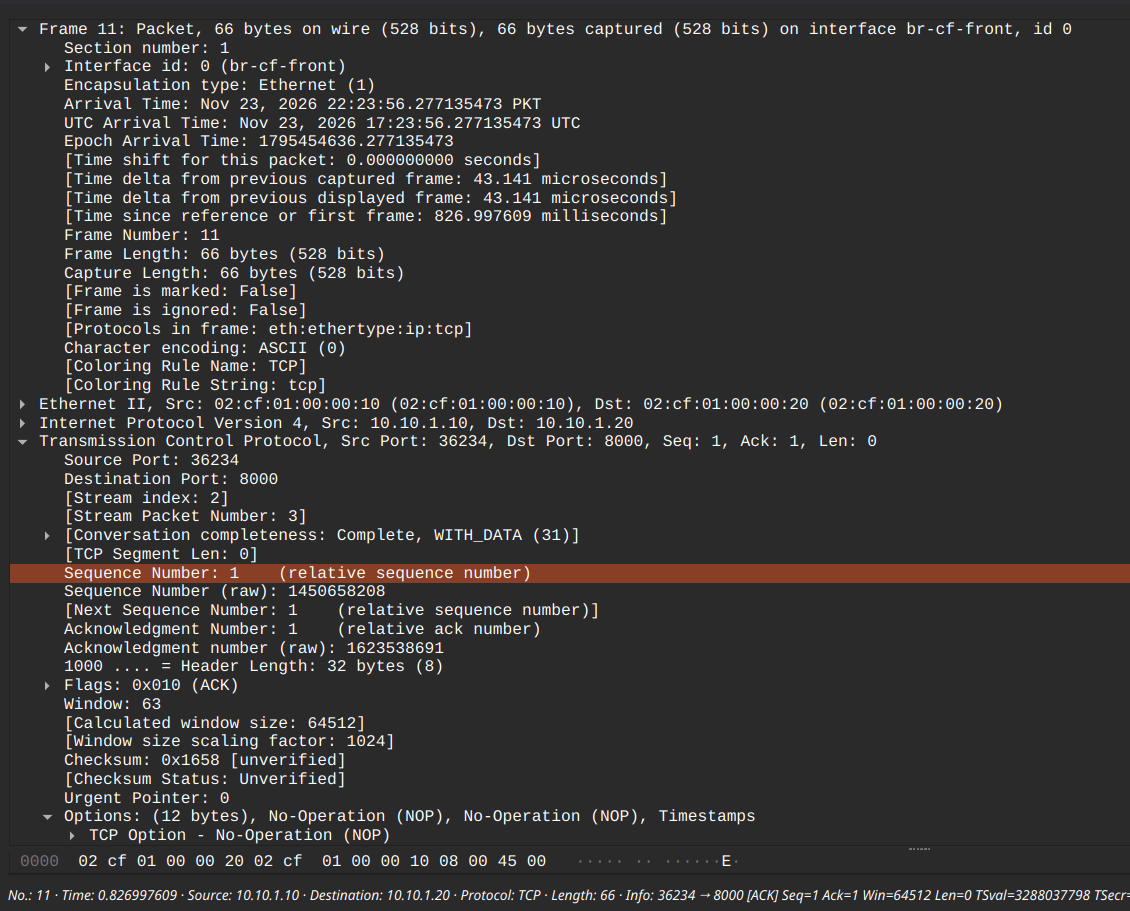 Frame 11: Packet, 66 bytes on wire (528 bits), 66 bytes captured (528 bits) on interface br-cf-front, id 0
Section number: 1
Interface id: 0 (br-cf-front)
Encapsulation type: Ethernet (1)
Arrival Time: Nov 23, 2026 22:23:56.277135473 PKT
UTC Arrival Time: Nov 23, 2026 17:23:56.277135473 UTC
Epoch Arrival Time: 1795454636.277135473
[Time shift for this packet: 0.000000000 seconds]
[Time delta from previous captured frame: 43.141 microseconds]
[Time delta from previous displayed frame: 43.141 microseconds]
[Time since reference or first frame: 826.997609 milliseconds]
Frame Number: 11
Frame Length: 66 bytes (528 bits)
Capture Length: 66 bytes (528 bits)
[Frame is marked: False]
[Frame is ignored: False]
[Protocols in frame: eth:ethertype:ip:tcp]
Character encoding: ASCII (0)
[Coloring Rule Name: TCP]
[Coloring Rule String: tcp]
Ethernet II, Src: 02:cf:01:00:00:10 (02:cf:01:00:00:10), Dst: 02:cf:01:00:00:20 (02:cf:01:00:00:20)
Internet Protocol Version 4, Src: 10.10.1.10, Dst: 10.10.1.20
Transmission Control Protocol, Src Port: 36234, Dst Port: 8000, Seq: 1, Ack: 1, Len: 0
Source Port: 36234
Destination Port: 8000
[Stream index: 2]
[Stream Packet Number: 3]
[Conversation completeness: Complete, WITH_DATA (31)]
[TCP Segment Len: 0]
Sequence Number: 1    (relative sequence number)
Sequence Number (raw): 1450658208
[Next Sequence Number: 1    (relative sequence number)]
Acknowledgment Number: 1    (relative ack number)
Acknowledgment number (raw): 1623538691
1000 .... = Header Length: 32 bytes (8)
Flags: 0x010 (ACK)
Window: 63
[Calculated window size: 64512]
[Window size scaling factor: 1024]
Checksum: 0x1658 [unverified]
[Checksum Status: Unverified]
Urgent Pointer: 0
Options: (12 bytes), No-Operation (NOP), No-Operation (NOP), Timestamps
TCP Option - No-Operation (NOP)
0000  02 cf 01 00 00 20 02 cf  01 00 00 10 08 00 45 00   ····· ·· ······E·
No.: 11 · Time: 0.826997609 · Source: 10.10.1.10 · Destination: 10.10.1.20 · Protocol: TCP · Length: 66 · Info: 36234 → 8000 [ACK] Seq=1 Ack=1 Win=64512 Len=0 TSval=3288037798 TSecr=